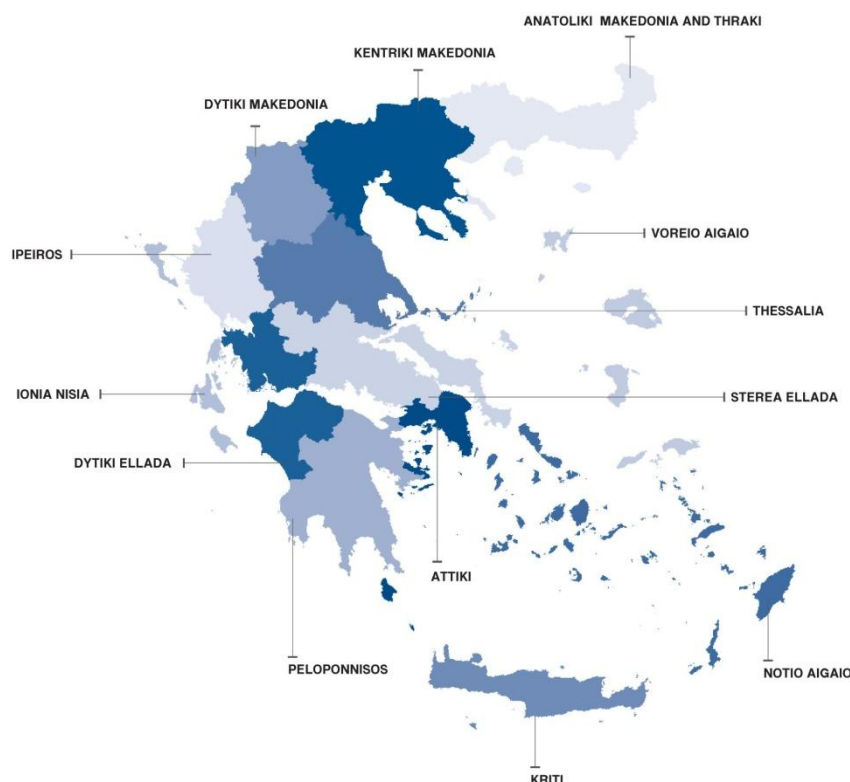 ANATOLIKI MAKEDONIA AND THRAKI
KENTRIKI MAKEDONIA
DYTIKI MAKEDONIA
VOREIO AIGAIO
IPEIROS
THESSALIA
IONIA NISIA
STEREA ELLADA
DYTIKI ELLADA
ATTIKI
PELOPONNISOS
NOTIO AIGAIO
KRITI